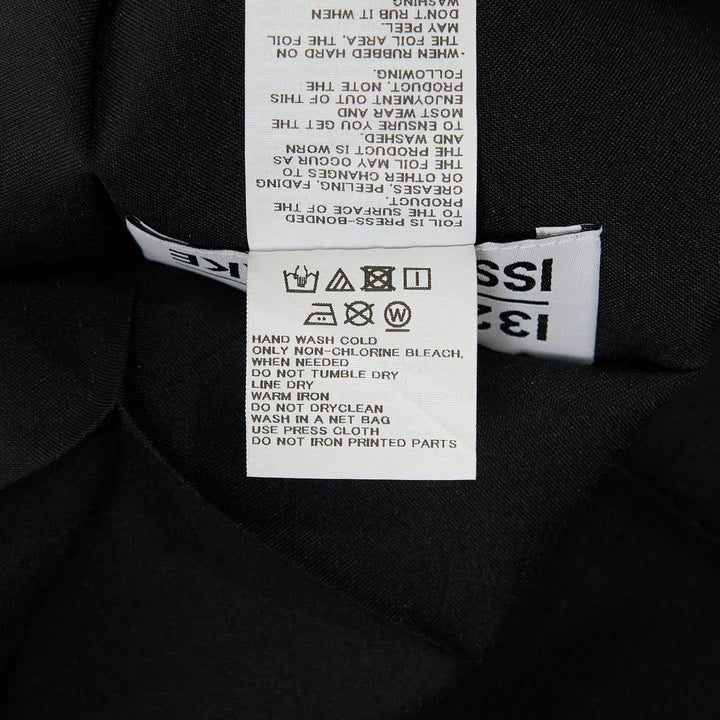 FOIL IS PRESS-BONDED
TO THE SURFACE OF THE
PRODUCT.
CREASES, PEELING, FADING
OR OTHER CHANGES TO
THE FOIL MAY OCCUR AS
THE PRODUCT IS WORN
AND WASHED.
TO ENSURE YOU GET THE
MOST WEAR AND
ENJOYMENT OUT OF THIS
PRODUCT, NOTE THE
FOLLOWING.
·WHEN RUBBED HARD ON
THE FOIL AREA, THE FOIL
MAY PEEL.
DON'T RUB IT WHEN
WASHING
132
ISS
KE
W
HAND WASH COLD
ONLY NON-CHLORINE BLEACH,
WHEN NEEDED
DO NOT TUMBLE DRY
LINE DRY
WARM IRON
DO NOT DRYCLEAN
WASH IN A NET BAG
USE PRESS CLOTH
DO NOT IRON PRINTED PARTS